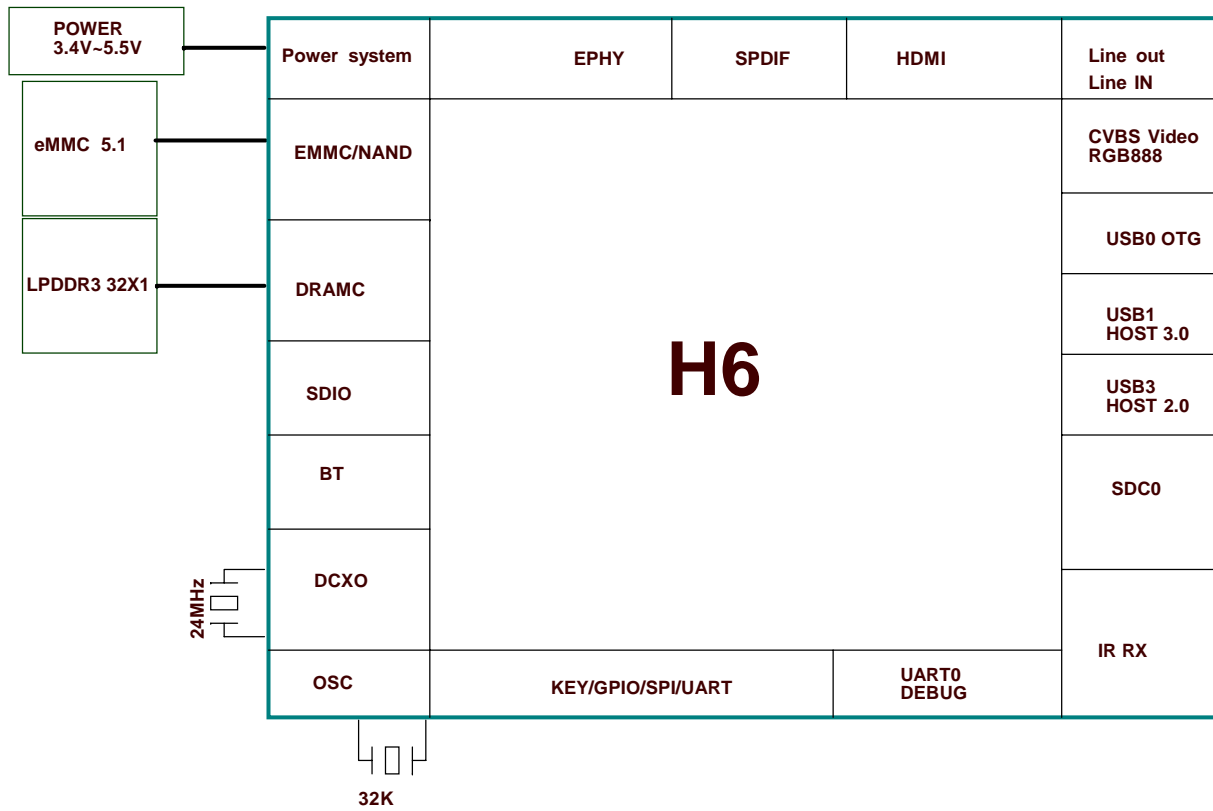 POWER
3.4V~5.5V
Power system
EPHY
SPDIF
HDMI
Line out
Line IN
eMMC 5.1
EMMC/NAND
CVBS Video
RGB888
USB0 OTG
LPDDR3 32X1
DRAMC
USB1
HOST 3.0
H6
SDIO
USB3
HOST 2.0
BT
SDC0
24MHz
DCXO
IR RX
OSC
KEY/GPIO/SPI/UART
UART0
DEBUG
32K